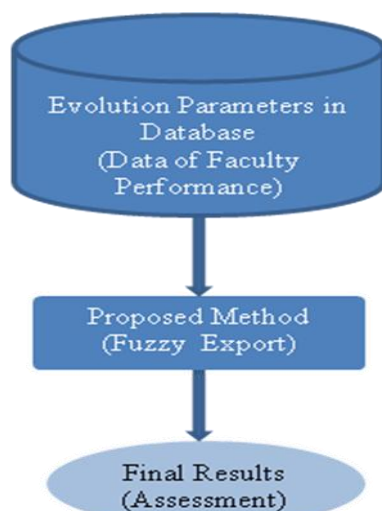 Evolution Parameters in
Database
(Data of Faculty
Performance)
Proposed Method
(Fuzzy Export)
Final Results
(Assessment)